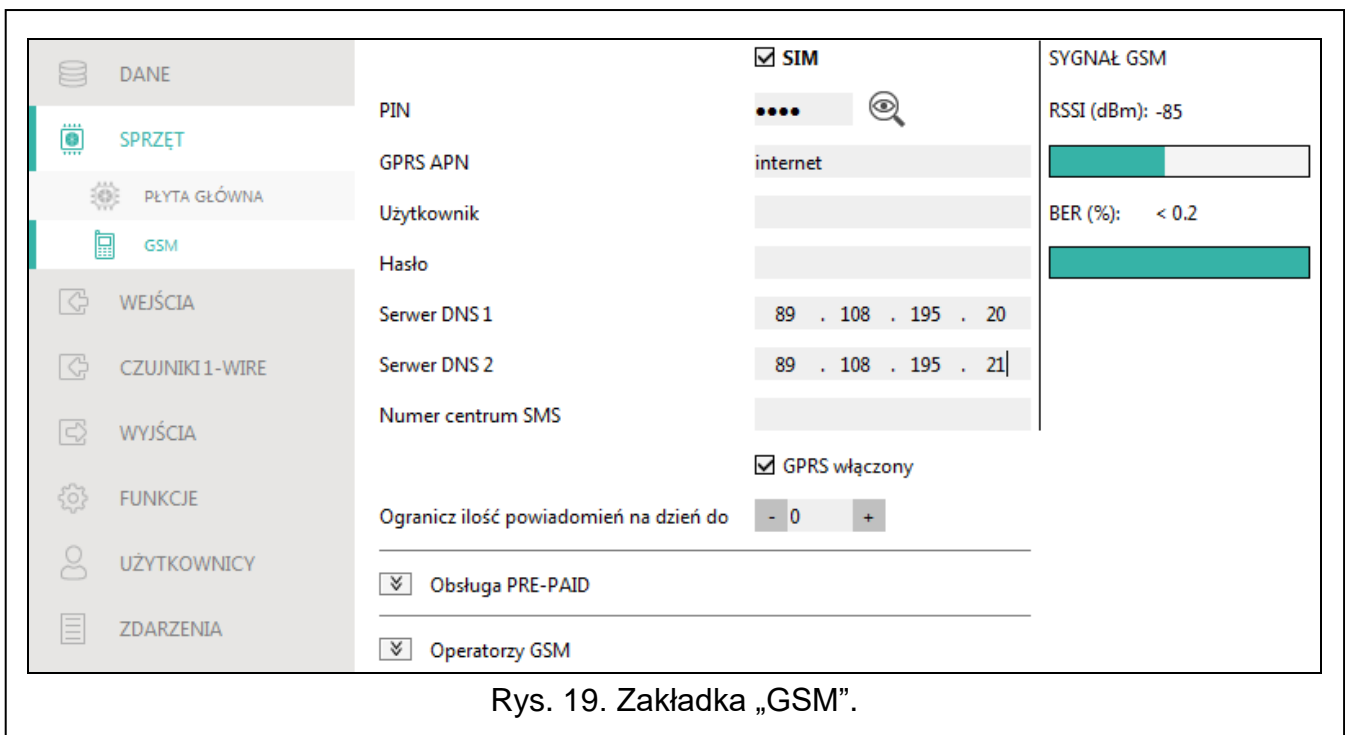 DANE
SPRZĘT
PŁYTA GŁÓWNA
GSM
WEJŚCIA
CZUJNIKI 1-WIRE
WYJŚCIA
FUNKCJE
UŻYTKOWNICY
ZDARZENIA
SIM
PIN ••••
GPRS APN internet
Użytkownik
Hasło
Serwer DNS 1 89 . 108 . 195 . 20
Serwer DNS 2 89 . 108 . 195 . 21
Numer centrum SMS
GPRS włączony
Ogranicz ilość powiadomień na dzień do - 0 +
Obsługa PRE-PAID
Operatorzy GSM
SYGNAŁ GSM
RSSI (dBm): -85
BER (%): < 0.2
Rys. 19. Zakładka „GSM”.